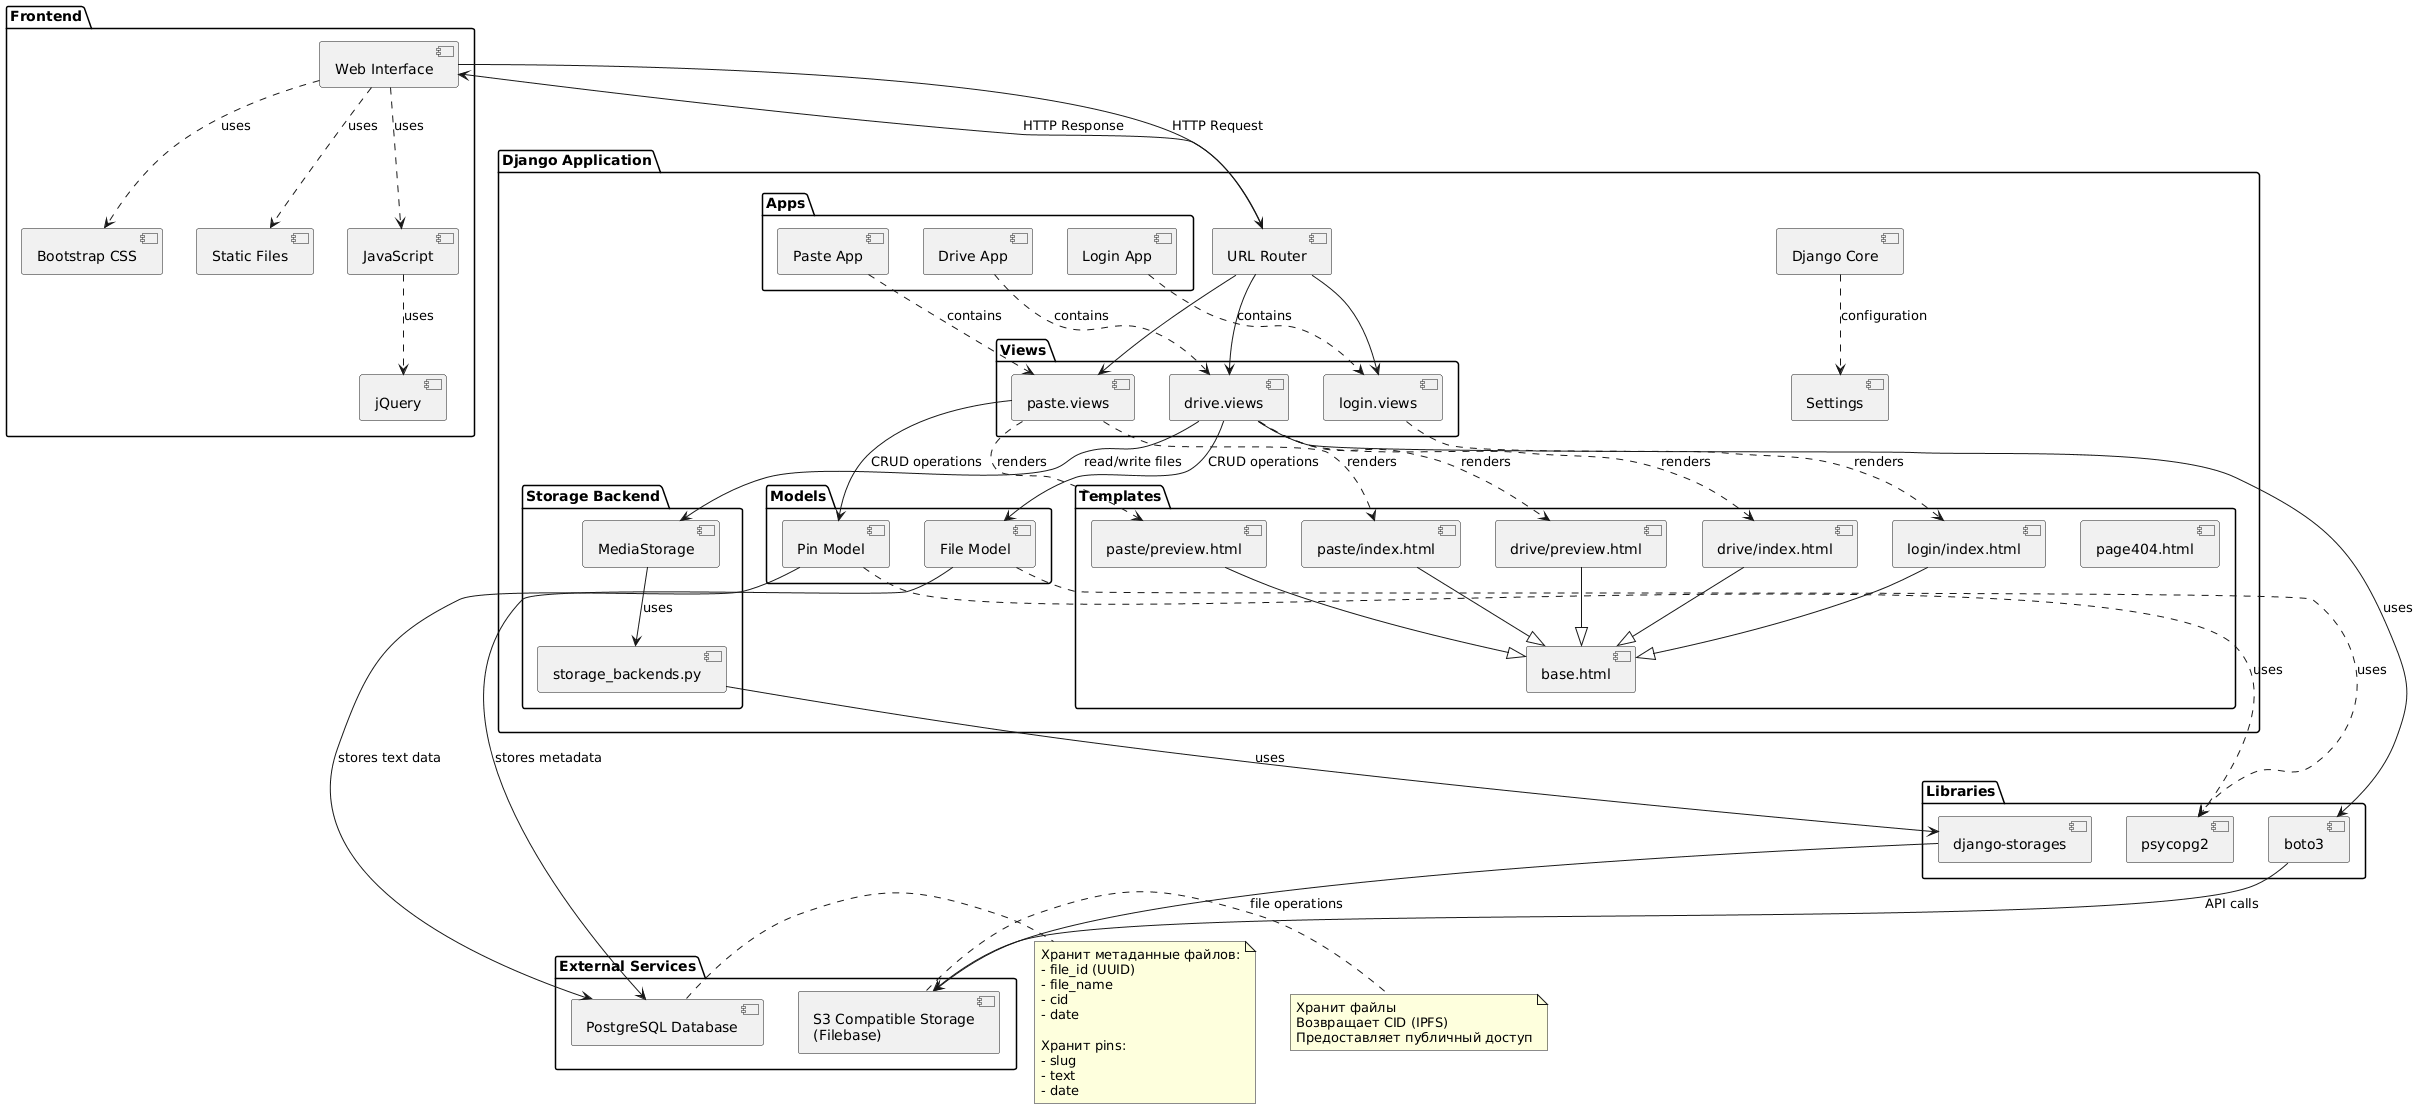 Frontend
Web Interface
uses
uses
uses
HTTP Response
HTTP Request
Bootstrap CSS
Static Files
JavaScript
uses
jQuery
Django Application
Apps
Paste App
Drive App
Login App
URL Router
Django Core
contains
contains
contains
configuration
Views
paste.views
drive.views
login.views
Settings
CRUD operations
renders
read/write files
CRUD operations
renders
renders
renders
renders
Storage Backend
MediaStorage
uses
storage_backends.py
Models
Pin Model
File Model
Templates
paste/preview.html
paste/index.html
drive/preview.html
drive/index.html
login/index.html
page404.html
base.html
uses
uses
uses
stores text data
stores metadata
uses
Libraries
django-storages
psycopg2
boto3
file operations
API calls
External Services
PostgreSQL Database
S3 Compatible Storage
(Filebase)
Хранит метаданные файлов:
- file_id (UUID)
- file_name
- cid
- date
Хранит pins:
- slug
- text
- date
Хранит файлы
Возвращает CID (IPFS)
Предоставляет публичный доступ